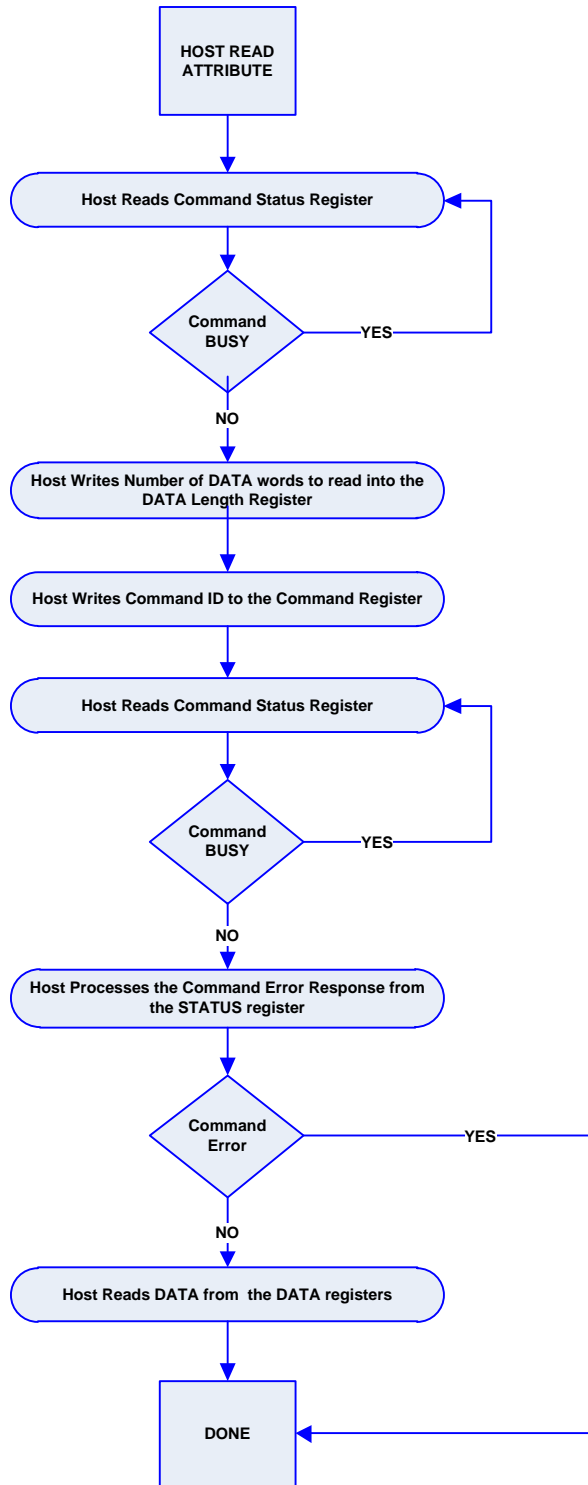 HOST READ
ATTRIBUTE
Host Reads Command Status Register
Command
BUSY
YES
NO
Host Writes Number of DATA words to read into the
DATA Length Register
Host Writes Command ID to the Command Register
Host Reads Command Status Register
Command
BUSY
YES
NO
Host Processes the Command Error Response from
the STATUS register
Command
Error
YES
NO
Host Reads DATA from the DATA registers
DONE